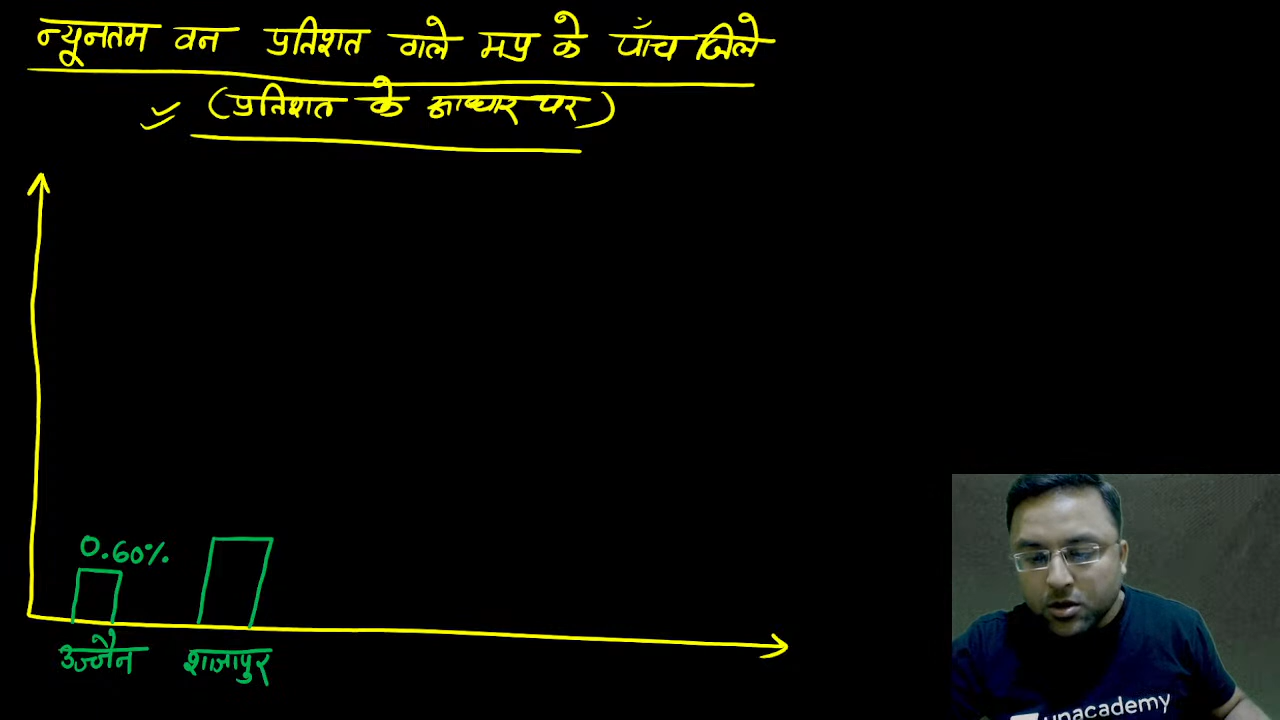 न्यूनतम वन प्रतिशत वाले मप्र के पाँच जिले
(प्रतिशत के आधार पर)
0.60%
उज्जैन शाजापुर
unacademy